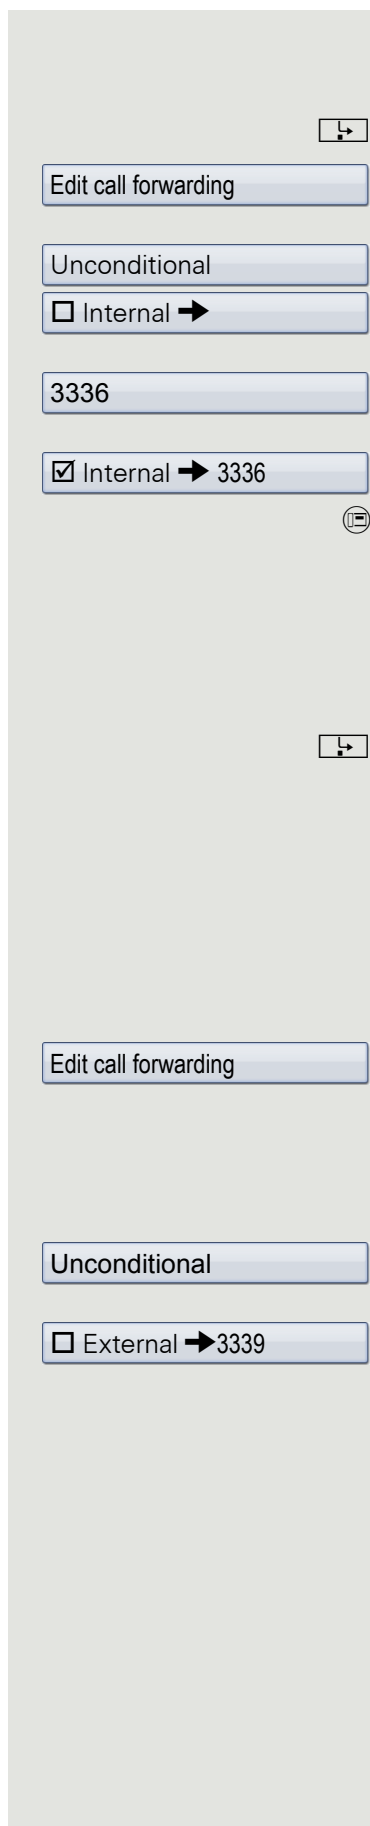 Edit call forwarding
Unconditional
☐ Internal ➔
3336
☑ Internal ➔ 3336
Edit call forwarding
Unconditional
☐ External ➔3339